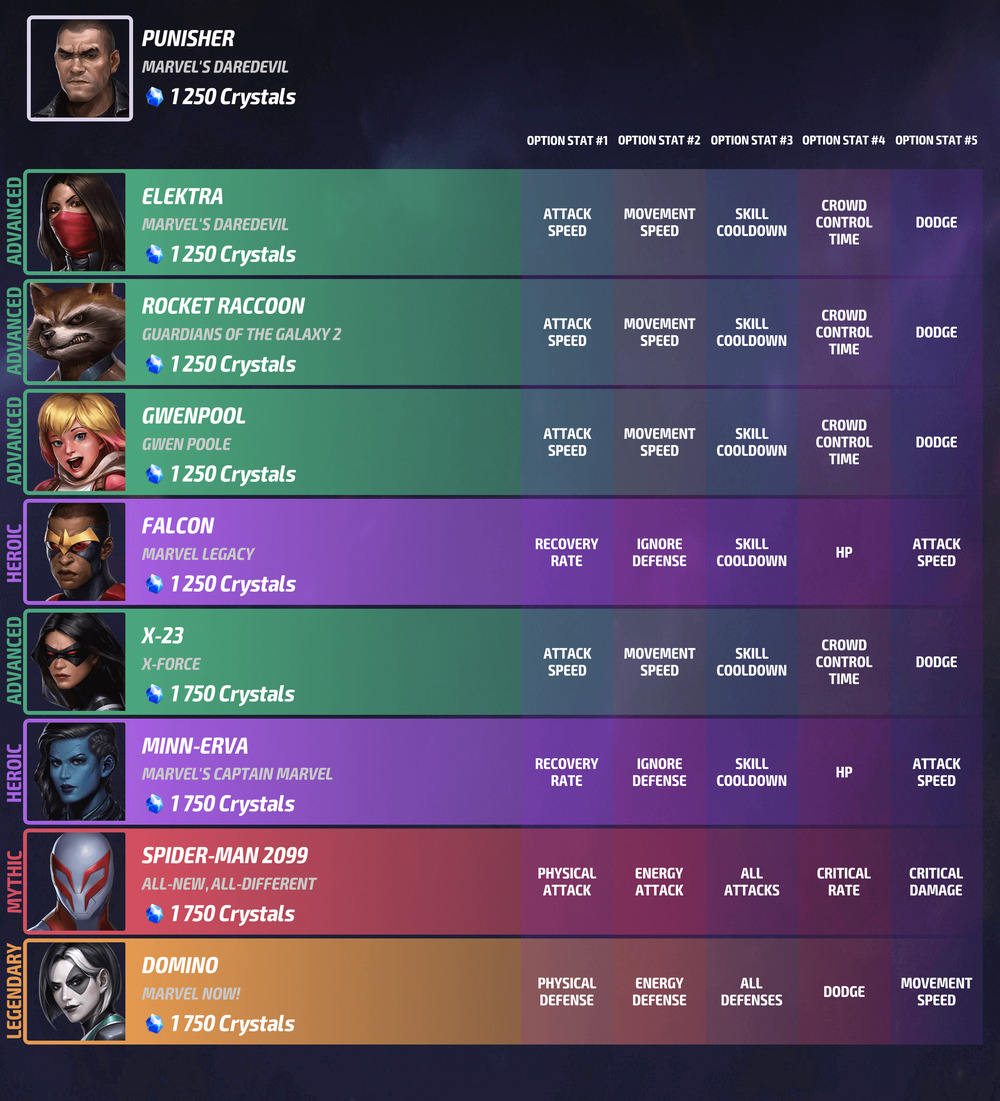 PUNISHER
MARVEL'S DAREDEVIL
1 250 Crystals
OPTION STAT #1 OPTION STAT #2 OPTION STAT #3 OPTION STAT #4 OPTION STAT #5
ADVANCED
ELEKTRA
MARVEL'S DAREDEVIL
1 250 Crystals
ATTACK
SPEED
MOVEMENT
SPEED
SKILL
COOLDOWN
CROWD
CONTROL
TIME
DODGE
ADVANCED
ROCKET RACCOON
GUARDIANS OF THE GALAXY 2
1 250 Crystals
ATTACK
SPEED
MOVEMENT
SPEED
SKILL
COOLDOWN
CROWD
CONTROL
TIME
DODGE
ADVANCED
GWENPOOL
GWEN POOLE
1 250 Crystals
ATTACK
SPEED
MOVEMENT
SPEED
SKILL
COOLDOWN
CROWD
CONTROL
TIME
DODGE
HEROIC
FALCON
MARVEL LEGACY
1 250 Crystals
RECOVERY
RATE
IGNORE
DEFENSE
SKILL
COOLDOWN
HP
ATTACK
SPEED
ADVANCED
X-23
X-FORCE
1 750 Crystals
ATTACK
SPEED
MOVEMENT
SPEED
SKILL
COOLDOWN
CROWD
CONTROL
TIME
DODGE
HEROIC
MINN-ERVA
MARVEL'S CAPTAIN MARVEL
1 750 Crystals
RECOVERY
RATE
IGNORE
DEFENSE
SKILL
COOLDOWN
HP
ATTACK
SPEED
MYTHIC
SPIDER-MAN 2099
ALL-NEW, ALL-DIFFERENT
1 750 Crystals
PHYSICAL
ATTACK
ENERGY
ATTACK
ALL
ATTACKS
CRITICAL
RATE
CRITICAL
DAMAGE
LEGENDARY
DOMINO
MARVEL NOW!
1 750 Crystals
PHYSICAL
DEFENSE
ENERGY
DEFENSE
ALL
DEFENSES
DODGE
MOVEMENT
SPEED